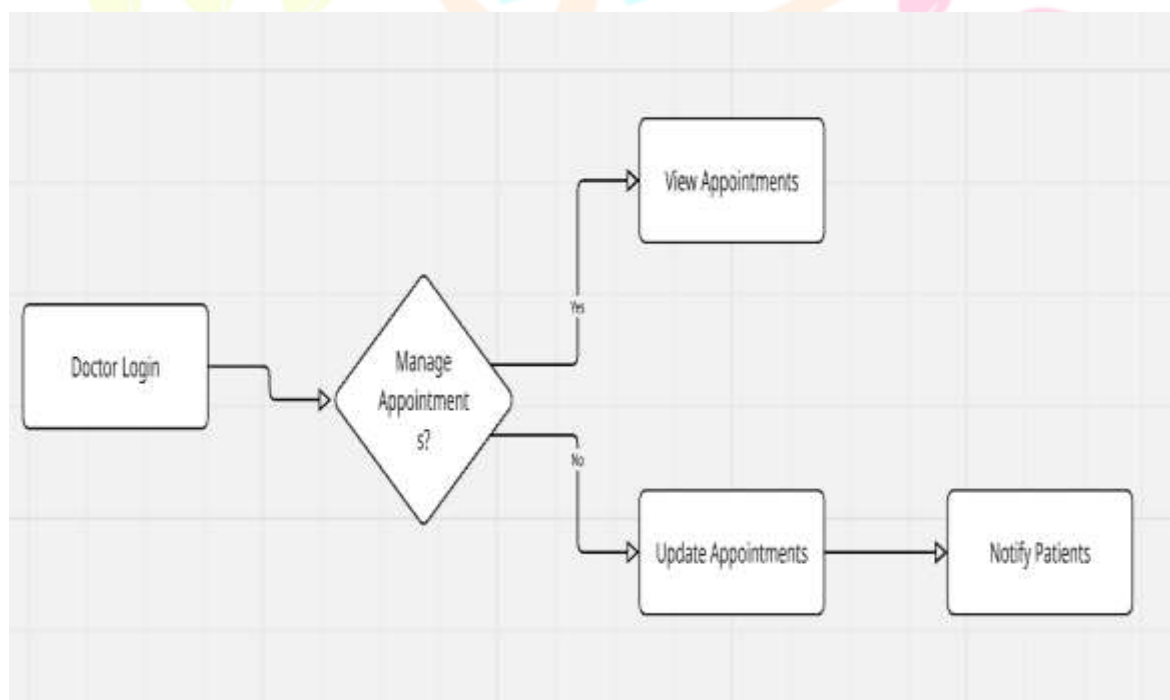 View Appointments
Yes
Doctor Login
Manage
Appointment
s?
No
Update Appointments
Notify Patients